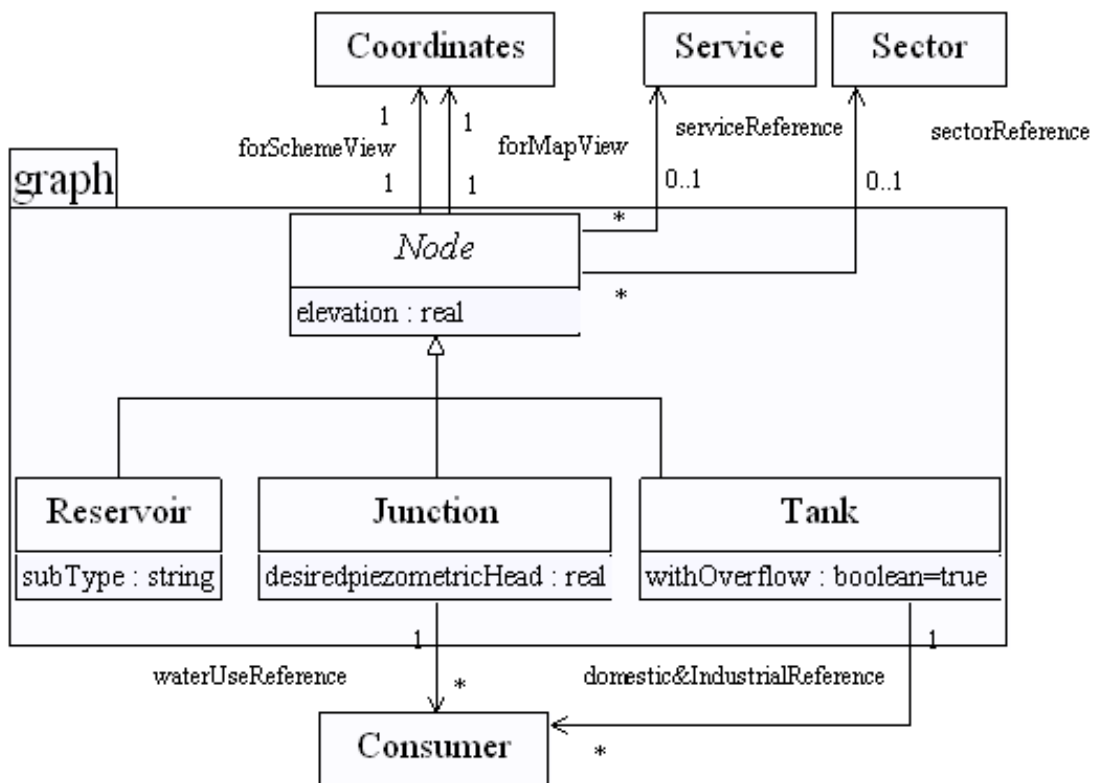 Coordinates
Service
Sector
1
1
forSchemeView
forMapView
serviceReference
sectorReference
1
1
0..1
0..1
graph
*
Node
*
elevation : real
Reservoir
Junction
Tank
subType : string
desiredpiezometricHead : real
withOverflow : boolean=true
1
1
waterUseReference
domestic&IndustrialReference
*
*
Consumer